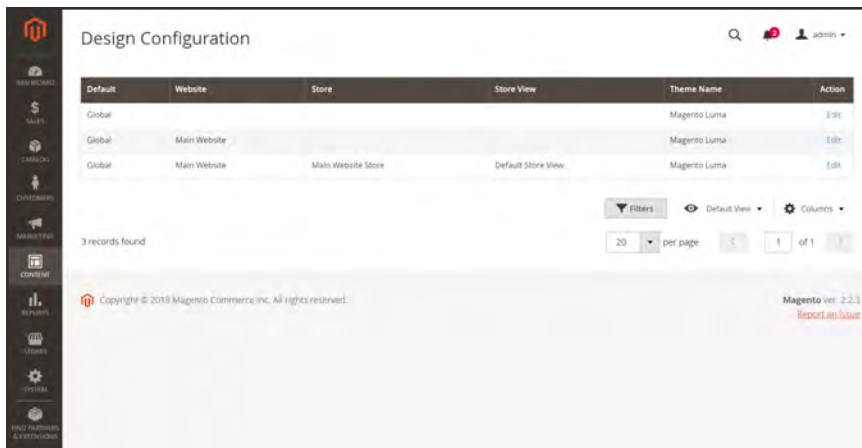 Design Configuration
2 admin
DASHBOARD
SALES
CATALOG
CUSTOMERS
MARKETING
CONTENT
REPORTS
STORES
SYSTEM
FIND PARTNERS
& EXTENSIONS
Default Website Store Store View Theme Name Action
Global Magento Luma Edit
Global Main Website Magento Luma Edit
Global Main Website Main Website Store Default Store View Magento Luma Edit
Filters Default View Columns
3 records found 20 per page 1 of 1
Copyright © 2018 Magento Commerce Inc. All rights reserved. Magento ver. 2.2.3
Report an Issue